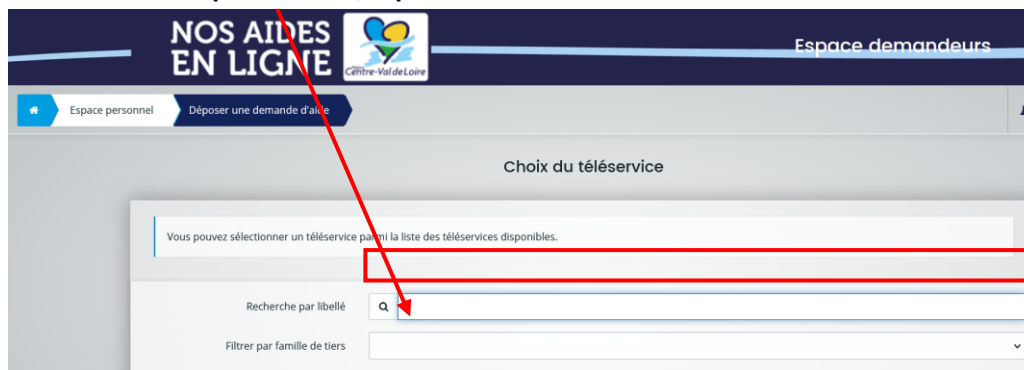 NOS AIDES
EN LIGNE
Centre-Val de Loire
Espace demandeurs
Espace personnel
Déposer une demande d'aide
Choix du téléservice
Vous pouvez sélectionner un téléservice parmi la liste des téléservices disponibles.
Recherche par libellé
Filtrer par famille de tiers